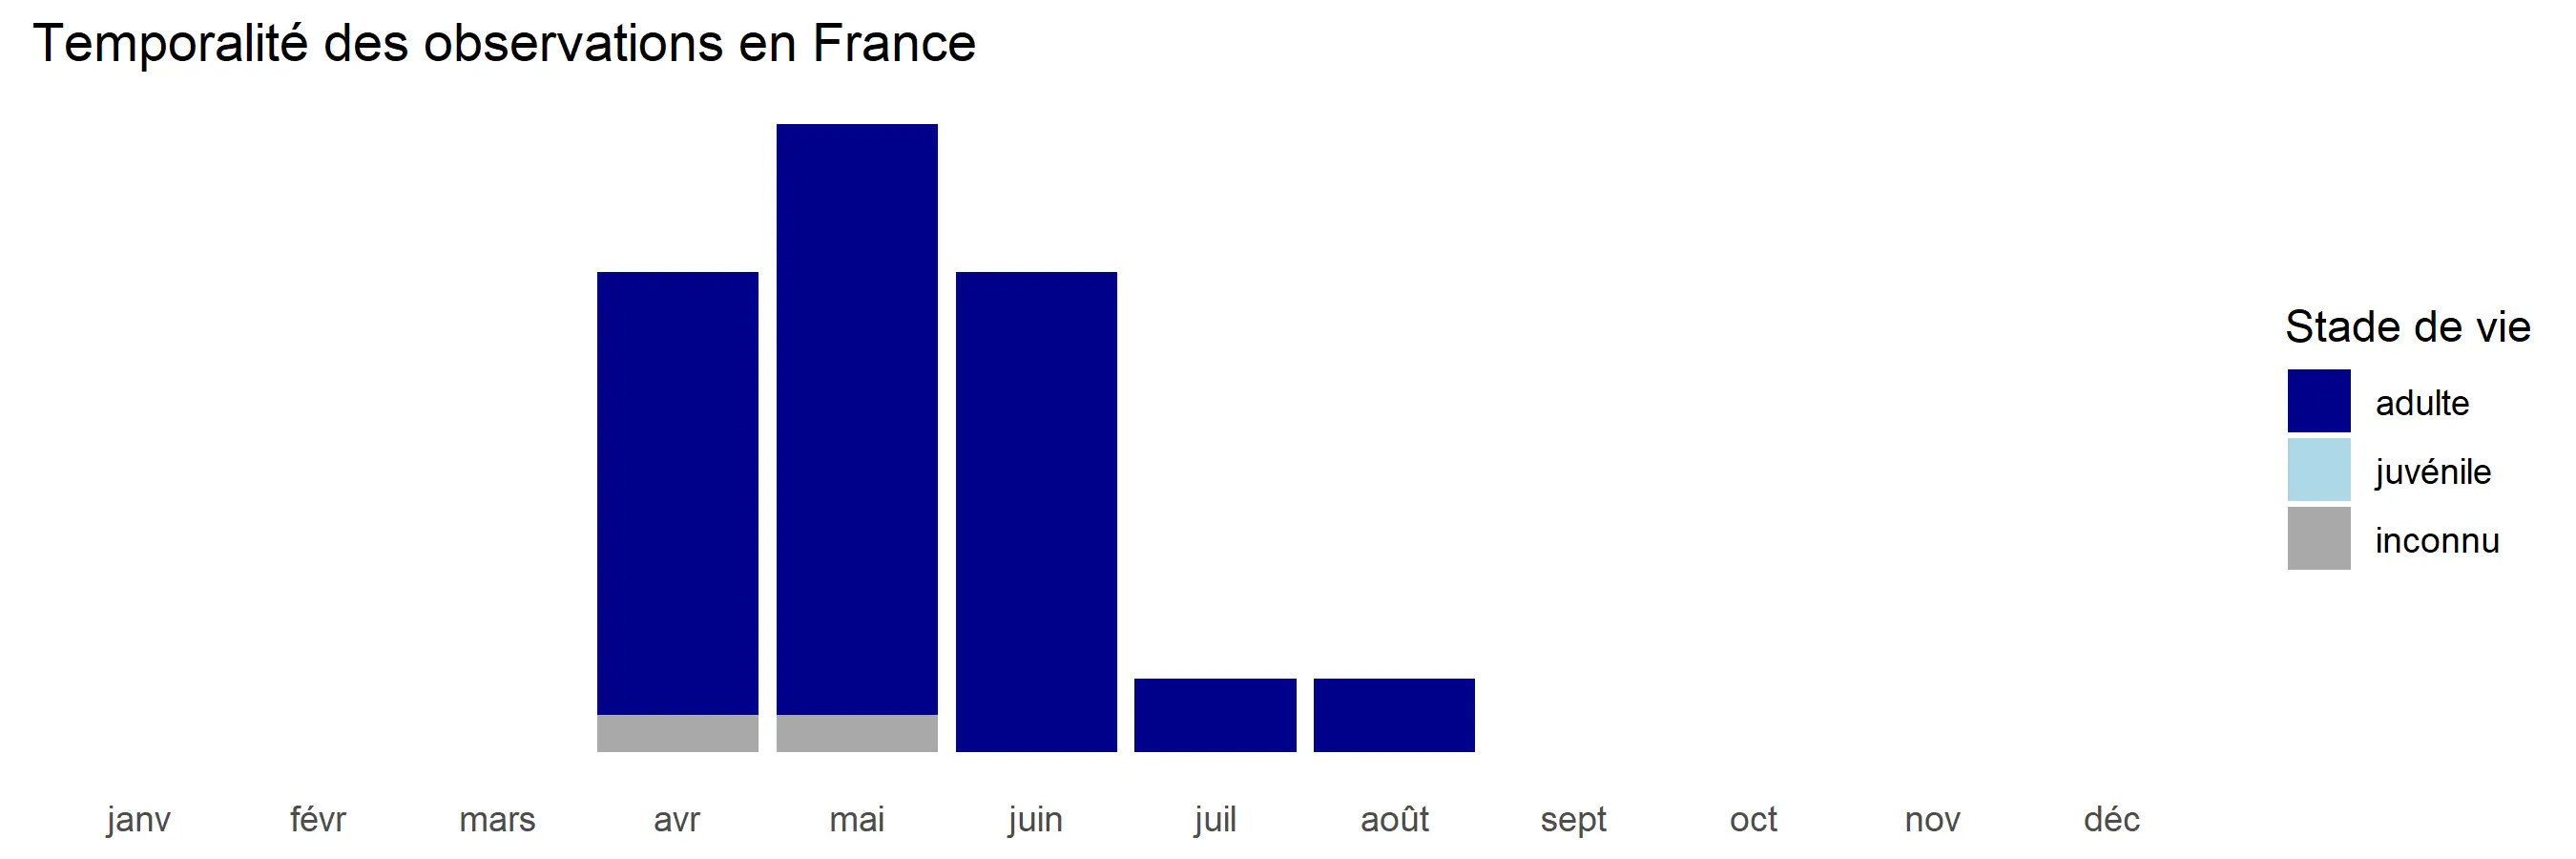 Temporalité des observations en France
Stade de vie
adulte
juvénile
inconnu
janv févr mars avr mai juin juil août sept oct nov déc